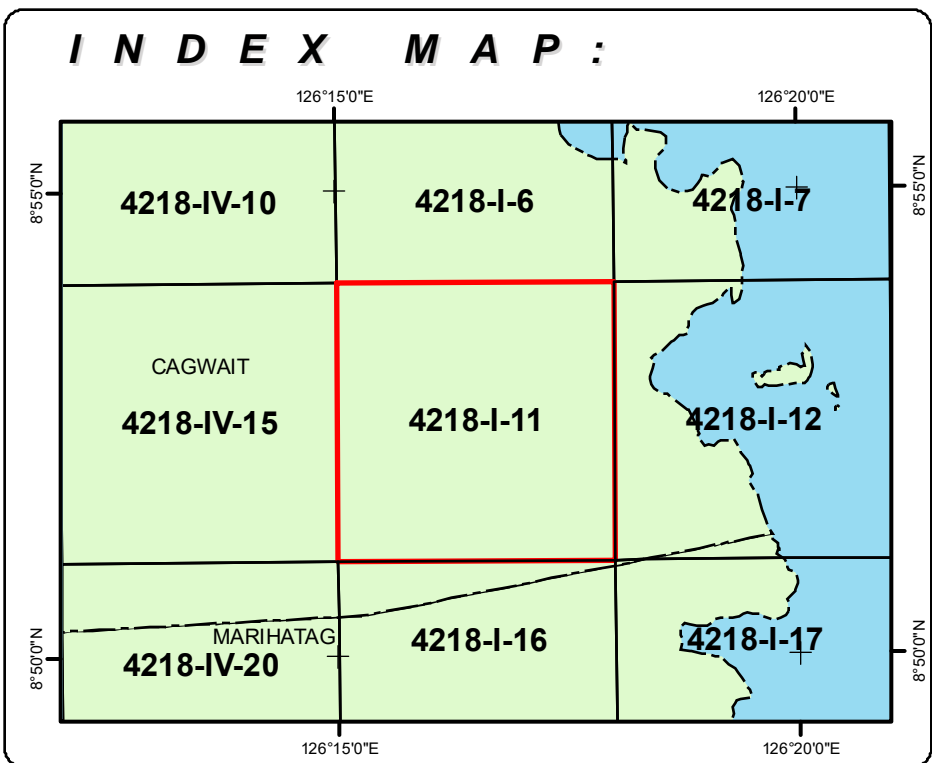 INDEX MAP:
126°15'0"E 126°20'0"E
8°55'0"N 8°55'0"N
4218-IV-10 4218-I-6 4218-I-7
CAGWAIT
4218-IV-15 4218-I-11 4218-I-12
MARIHATAG
4218-IV-20 4218-I-16 4218-I-17
8°50'0"N 8°50'0"N
126°15'0"E 126°20'0"E